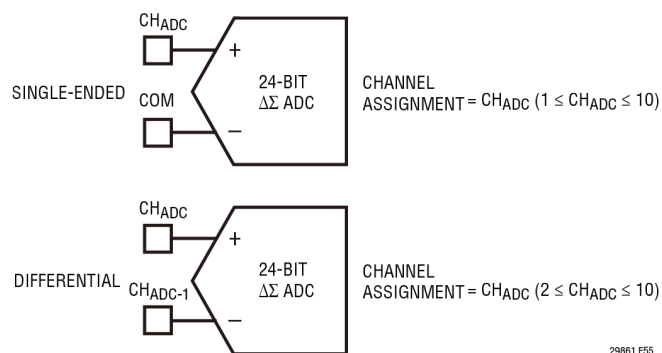 CHADC
+
SINGLE-ENDED
24-BIT
ΔΣ ADC
COM
−
CHANNEL
ASSIGNMENT = CHADC (1 ≤ CHADC ≤ 10)
CHADC
+
DIFFERENTIAL
24-BIT
ΔΣ ADC
CHADC-1
−
CHANNEL
ASSIGNMENT = CHADC (2 ≤ CHADC ≤ 10)
29861 F55